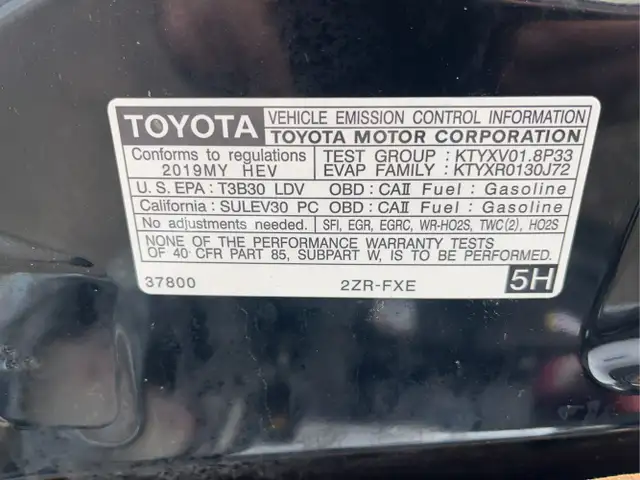 TOYOTA VEHICLE EMISSION CONTROL INFORMATION
TOYOTA MOTOR CORPORATION
Conforms to regulations TEST GROUP : KTYXV01.8P33
2019MY HEV EVAP FAMILY : KTYXR0130J72
U.S. EPA : T3B30 LDV OBD : CAⅡ Fuel : Gasoline
California : SULEV30 PC OBD : CAⅡ Fuel : Gasoline
No adjustments needed. SFI, EGR, EGRC, WR-HO2S, TWC(2), HO2S
NONE OF THE PERFORMANCE WARRANTY TESTS
OF 40 CFR PART 85, SUBPART W, IS TO BE PERFORMED.
37800 2ZR-FXE 5H